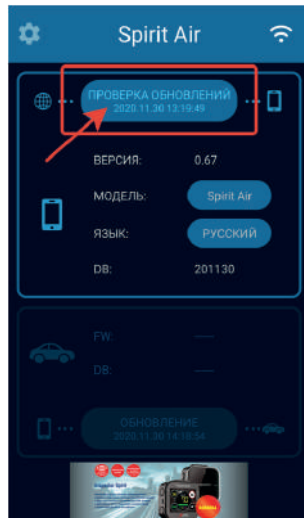 Spirit Air
ПРОВЕРКА ОБНОВЛЕНИЙ
2020.11.30 13:19:49
ВЕРСИЯ: 0.67
МОДЕЛЬ: Spirit Air
ЯЗЫК: РУССКИЙ
DB: 201130
FW: ----
DB: ----
ОБНОВЛЕНИЕ
2020.11.30 14:18:54